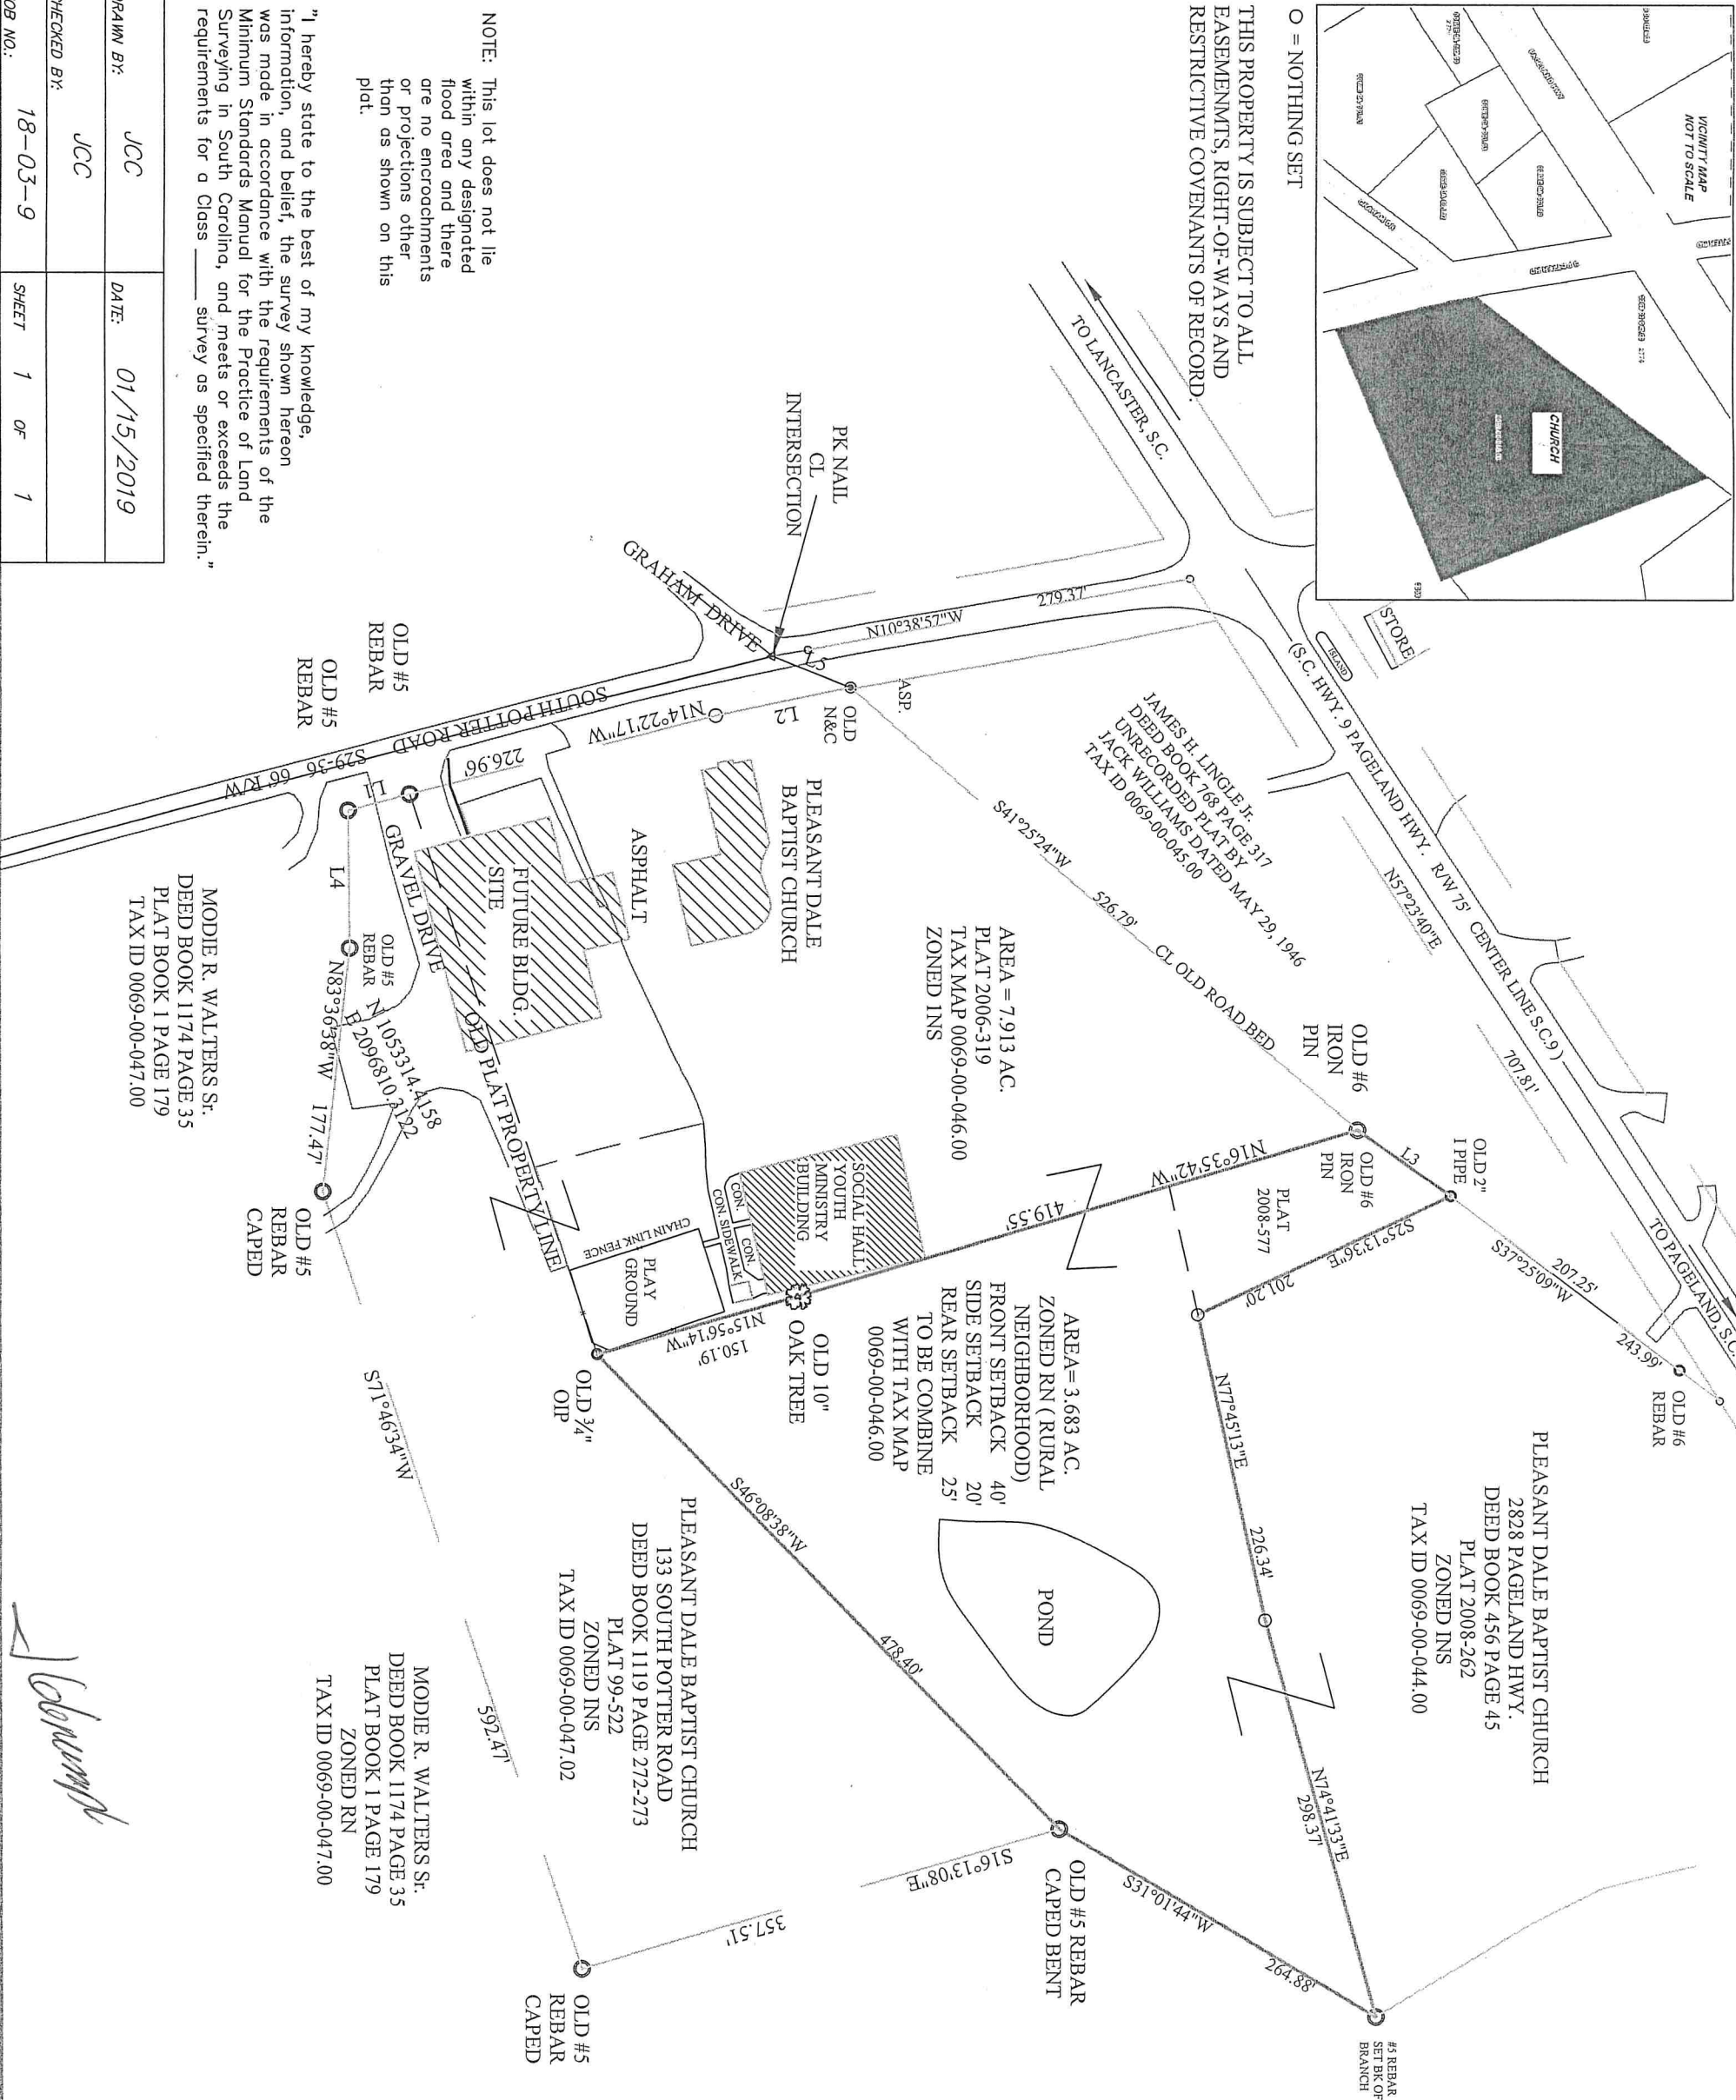 VICINITY MAP
NOT TO SCALE
CHURCH
O = NOTHING SET
THIS PROPERTY IS SUBJECT TO ALL
EASEMENMTS, RIGHT-OF-WAYS AND
RESTRICTIVE COVENANTS OF RECORD.
NOTE: This lot does not lie
within any designated
flood area and there
are no encroachments
or projections other
than as shown on this
plat.
"I hereby state to the best of my knowledge,
information, and belief, the survey shown hereon
was made in accordance with the requirements of the
Minimum Standards Manual for the Practice of Land
Surveying in South Carolina, and meets or exceeds the
requirements for a Class ____ survey as specified therein."
DRAWN BY: JCC
DATE: 01/15/2019
CHECKED BY: JCC
JOB NO.: 18-03-9
SHEET 1 OF 1
TO LANCASTER, S.C.
STORE
ISLAND
(S.C. HWY. 9 PAGELAND HWY. R/W 75' CENTER LINE S.C.9 )
TO PAGELAND, S.C.
N57°23'40"E
707.81'
PK NAIL
CL
INTERSECTION
GRAHAM DRIVE
N10°38'57"W
279.37'
L5
ASP.
OLD
N&C
L2
N14°22'17"W
226.96'
SOUTH POTTER ROAD S29-36 66' R/W
JAMES H. LINGLE Jr.
DEED BOOK 768 PAGE 317
UNRECORDED PLAT BY
JACK WILLIAMS DATED MAY 29, 1946
TAX ID 0069-00-045.00
S41°25'24"W
526.79'
CL OLD ROAD BED
OLD #6
IRON
PIN
OLD #6
IRON
PIN
OLD 2"
I PIPE
L3
S37°25'09"W
207.25'
243.99'
OLD #6
REBAR
PLAT
2008-577
S25°13'36"E
201.20'
AREA = 7.913 AC.
PLAT 2006-319
TAX MAP 0069-00-046.00
ZONED INS
N16°35'42"W
419.55'
PLEASANT DALE
BAPTIST CHURCH
ASPHALT
FUTURE BLDG.
SITE
OLD PLAT PROPERTY LINE
GRAVEL DRIVE
OLD #5
REBAR
OLD #5
REBAR
L1
L4
OLD #5
REBAR
N 1053314.4158
E 2096810.3122
N83°36'38"W
177.47'
OLD #5
REBAR
CAPED
MODIE R. WALTERS Sr.
DEED BOOK 1174 PAGE 35
PLAT BOOK 1 PAGE 179
TAX ID 0069-00-047.00
SOCIAL HALL
YOUTH
MINISTRY
BUILDING
CON.
CON.
CON. SIDEWALK
CHAIN LINK FENCE
PLAY
GROUND
N15°56'14"W
150.19'
OLD 10"
OAK TREE
OLD ¾"
OIP
AREA= 3.683 AC.
ZONED RN ( RURAL
NEIGHBORHOOD)
FRONT SETBACK 40'
SIDE SETBACK 20'
REAR SETBACK 25'
TO BE COMBINE
WITH TAX MAP
0069-00-046.00
POND
N77°45'13"E
226.34'
N74°41'33"E
298.37'
PLEASANT DALE BAPTIST CHURCH
2828 PAGELAND HWY.
DEED BOOK 456 PAGE 45
PLAT 2008-262
ZONED INS
TAX ID 0069-00-044.00
S46°08'38"W
478.40'
S31°01'44"W
264.88'
#5 REBAR
SET BK OF
BRANCH
OLD #5 REBAR
CAPED BENT
S16°13'08"E
357.51'
PLEASANT DALE BAPTIST CHURCH
133 SOUTH POTTER ROAD
DEED BOOK 1119 PAGE 272-273
PLAT 99-522
ZONED INS
TAX ID 0069-00-047.02
S71°46'34"W
592.47'
OLD #5
REBAR
CAPED
MODIE R. WALTERS Sr.
DEED BOOK 1174 PAGE 35
PLAT BOOK 1 PAGE 179
ZONED RN
TAX ID 0069-00-047.00